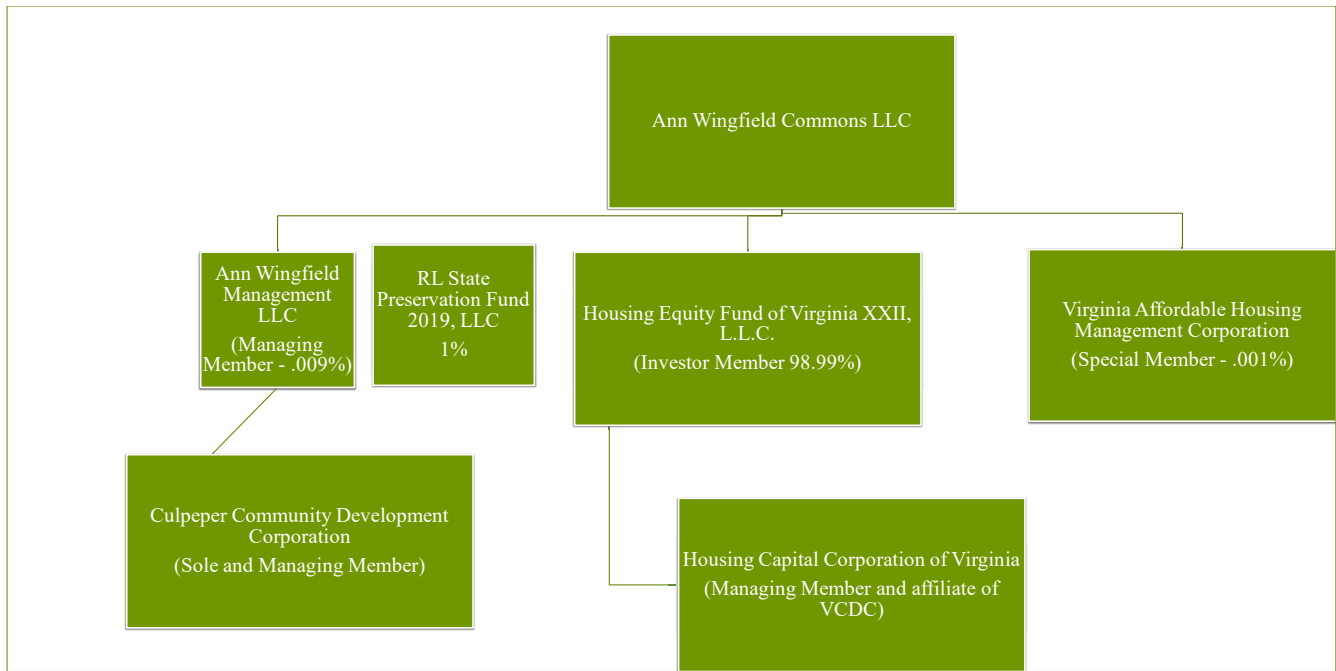 Ann Wingfield Commons LLC
Ann Wingfield
Management
LLC
(Managing
Member - .009%)
RL State
Preservation Fund
2019, LLC
1%
Housing Equity Fund of Virginia XXII,
L.L.C.
(Investor Member 98.99%)
Virginia Affordable Housing
Management Corporation
(Special Member - .001%)
Culpeper Community Development
Corporation
(Sole and Managing Member)
Housing Capital Corporation of Virginia
(Managing Member and affiliate of
VCDC)